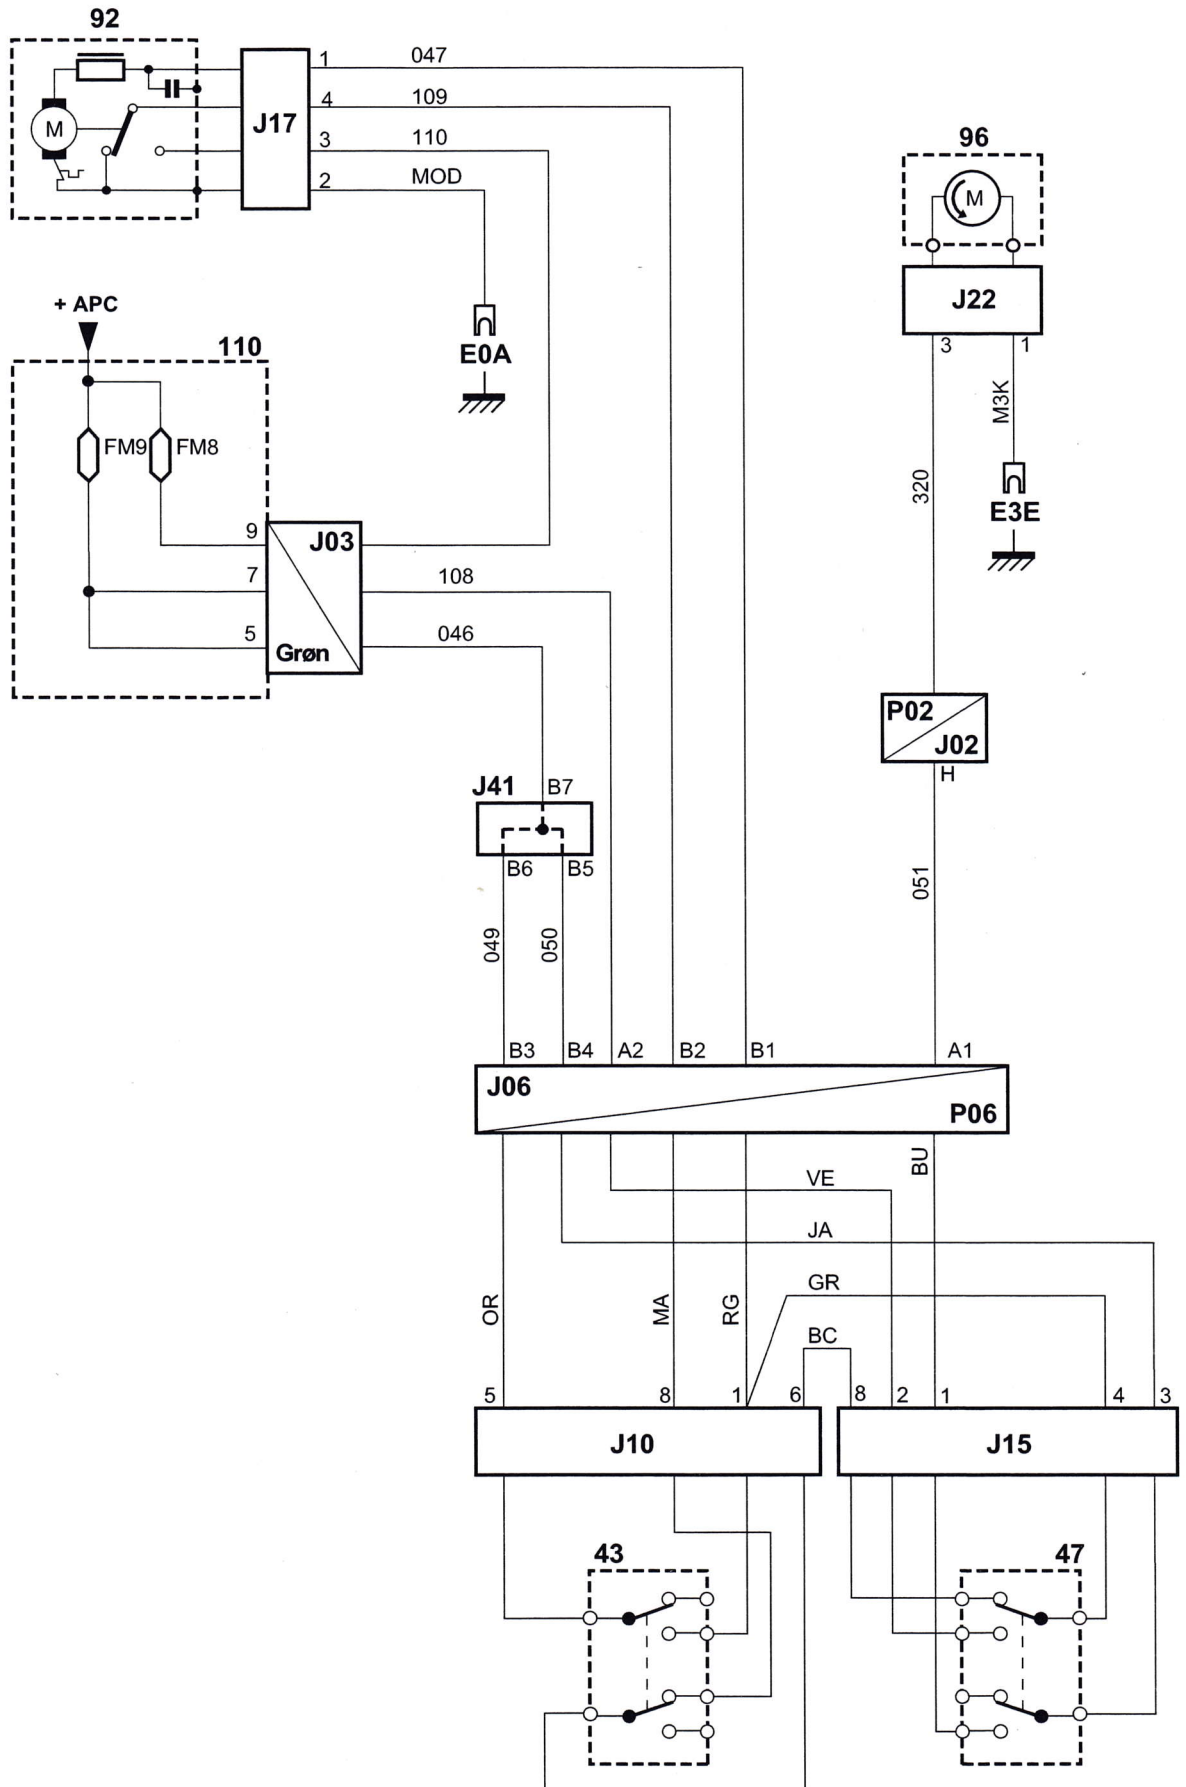 92
1 047
M
4 109
J17
3 110
2 MOD
96
M
J22
3 1
+ APC
110
E0A
M3K
320
FM9 FM8
E3E
9 J03
7 108
5 046
Grøn
P02
J02
H
J41 B7
B6 B5
051
049 050
B3 B4 A2 B2 B1 A1
J06
P06
BU
VE
JA
GR
OR MA RG
BC
5 8 1 6 8 2 1 4 3
J10 J15
43 47